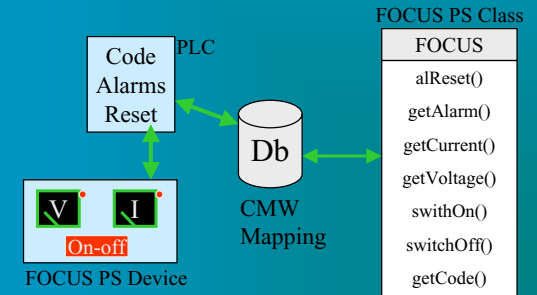 FOCUS PS Class
PLC
Code
Alarms
Reset
Db
CMW
Mapping
V
I
On-off
FOCUS PS Device
FOCUS
alReset()
getAlarm()
getCurrent()
getVoltage()
swithOn()
switchOff()
getCode()